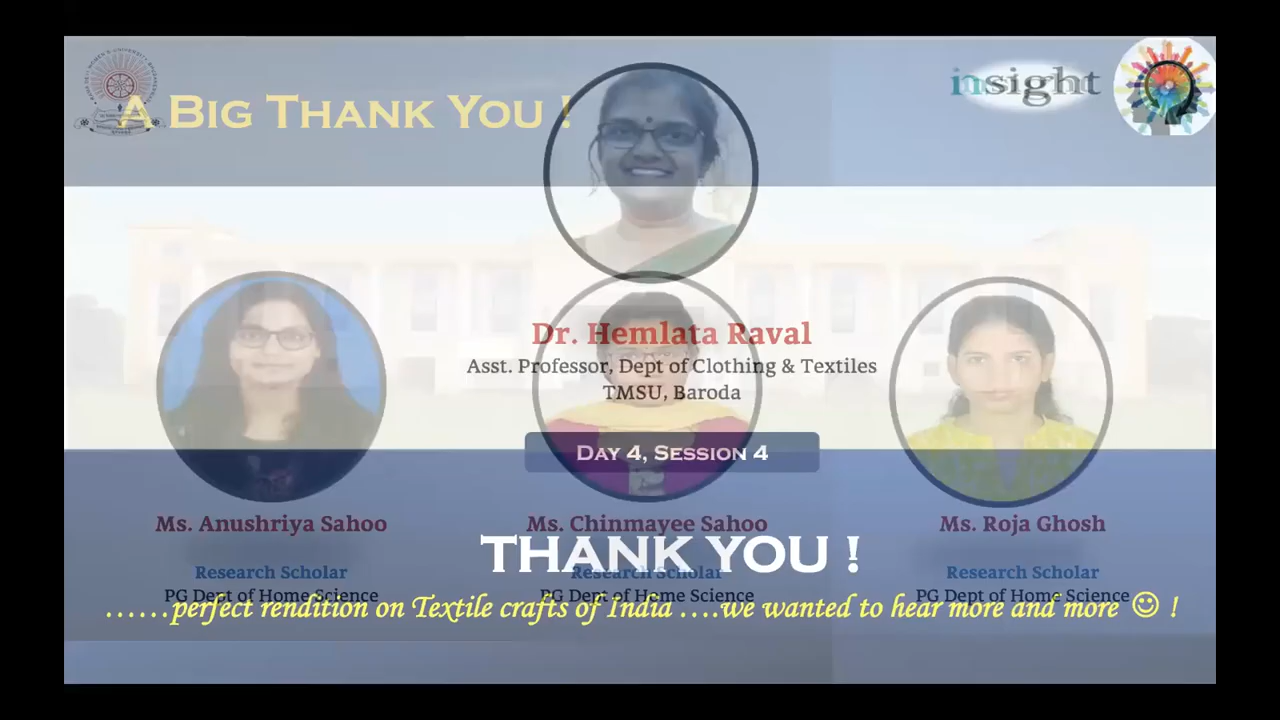 A Big Thank You !
insight
Dr. Hemlata Raval
Asst. Professor, Dept of Clothing & Textiles
TMSU, Baroda
Day 4, Session 4
Ms. Anushriya Sahoo
Ms. Chinmayee Sahoo
Ms. Roja Ghosh
THANK YOU !
Research Scholar
Research Scholar
Research Scholar
PG Dept of Home Science
PG Dept of Home Science
PG Dept of Home Science
......perfect rendition on Textile crafts of India ....we wanted to hear more and more ☺ !